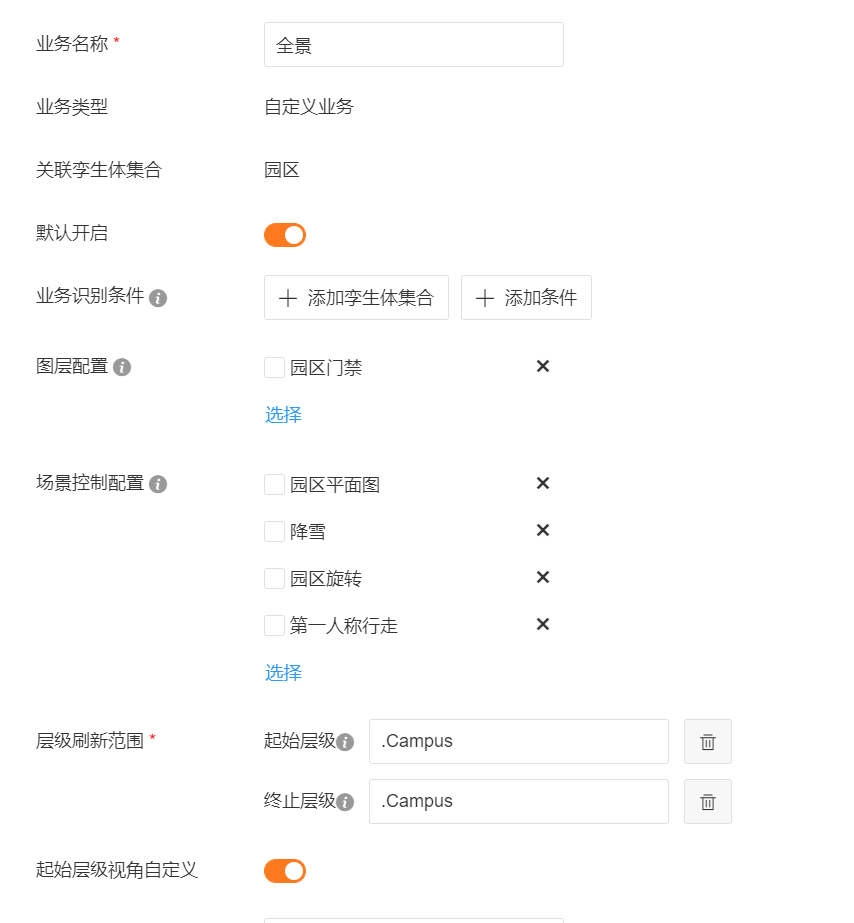 业务名称 * 全景
业务类型 自定义业务
关联孪生体集合 园区
默认开启
业务识别条件 添加孪生体集合 添加条件
图层配置 园区门禁
选择
场景控制配置 园区平面图
降雪
园区旋转
第一人称行走
选择
层级刷新范围 * 起始层级 .Campus
终止层级 .Campus
起始层级视角自定义